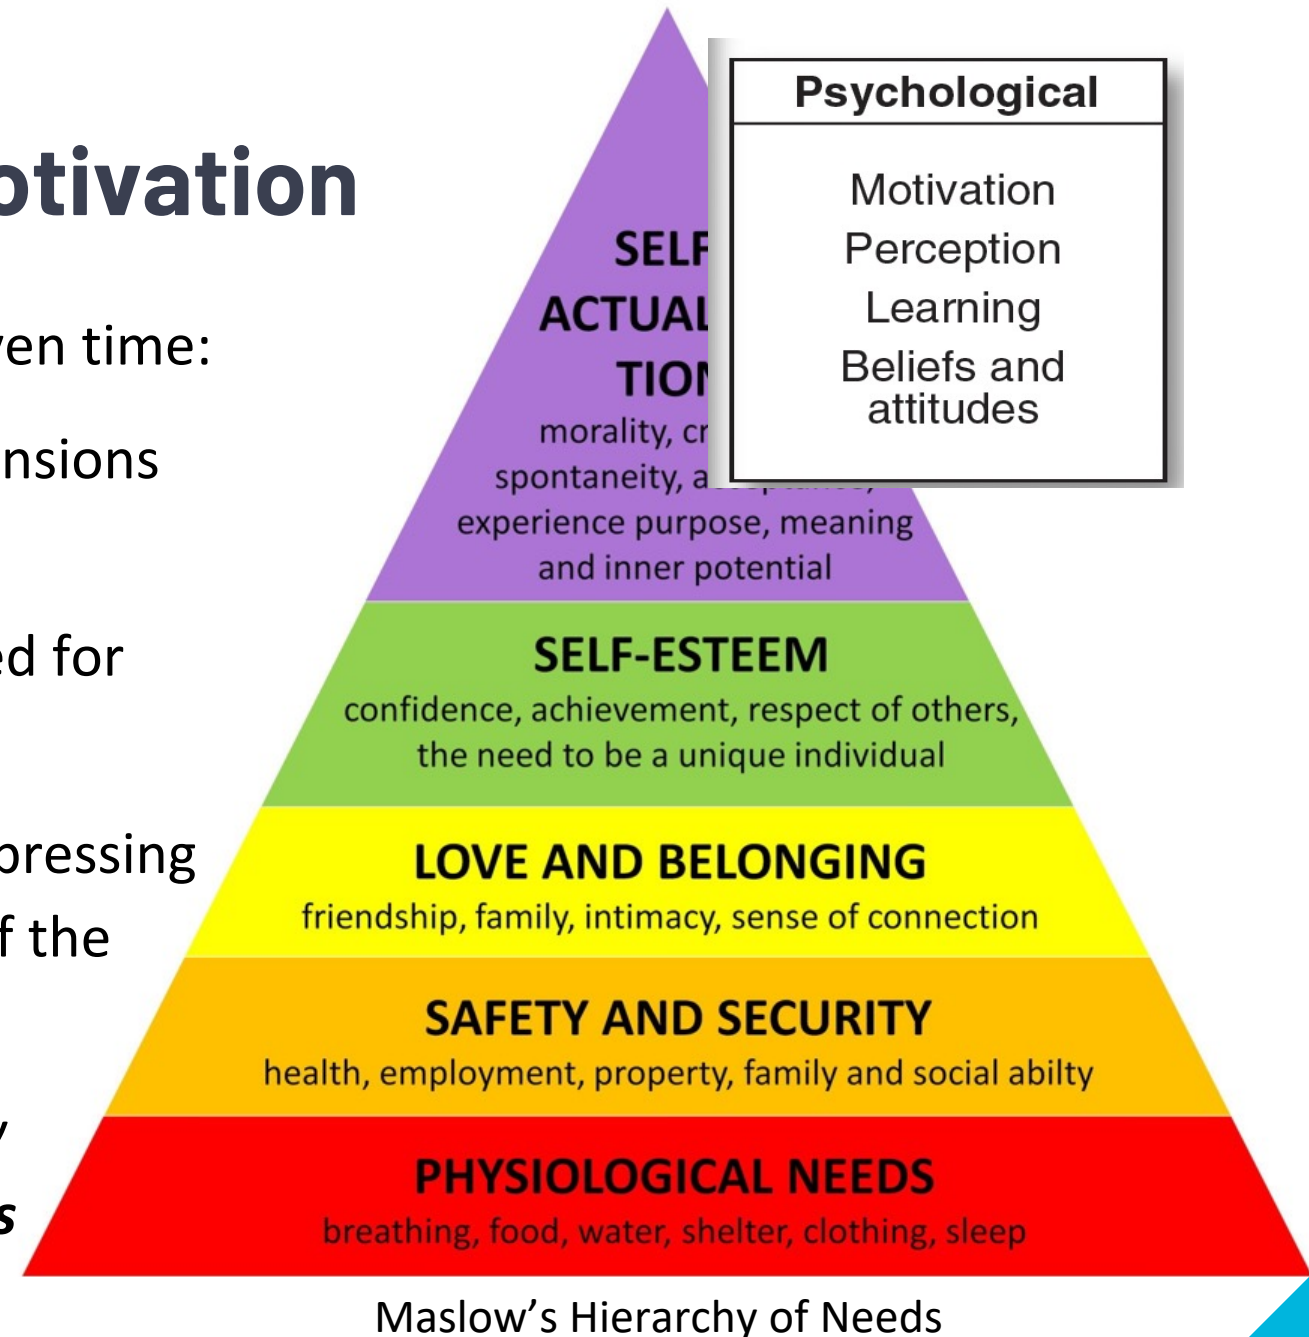 otivation
ven time:
nsions
ed for
pressing
f the
s
Psychological
Motivation
Perception
Learning
Beliefs and
attitudes
SELF
ACTUAL
TION
morality, cr
spontaneity,
experience purpose, meaning
and inner potential
SELF-ESTEEM
confidence, achievement, respect of others,
the need to be a unique individual
LOVE AND BELONGING
friendship, family, intimacy, sense of connection
SAFETY AND SECURITY
health, employment, property, family and social abilty
PHYSIOLOGICAL NEEDS
breathing, food, water, shelter, clothing, sleep
Maslow’s Hierarchy of Needs